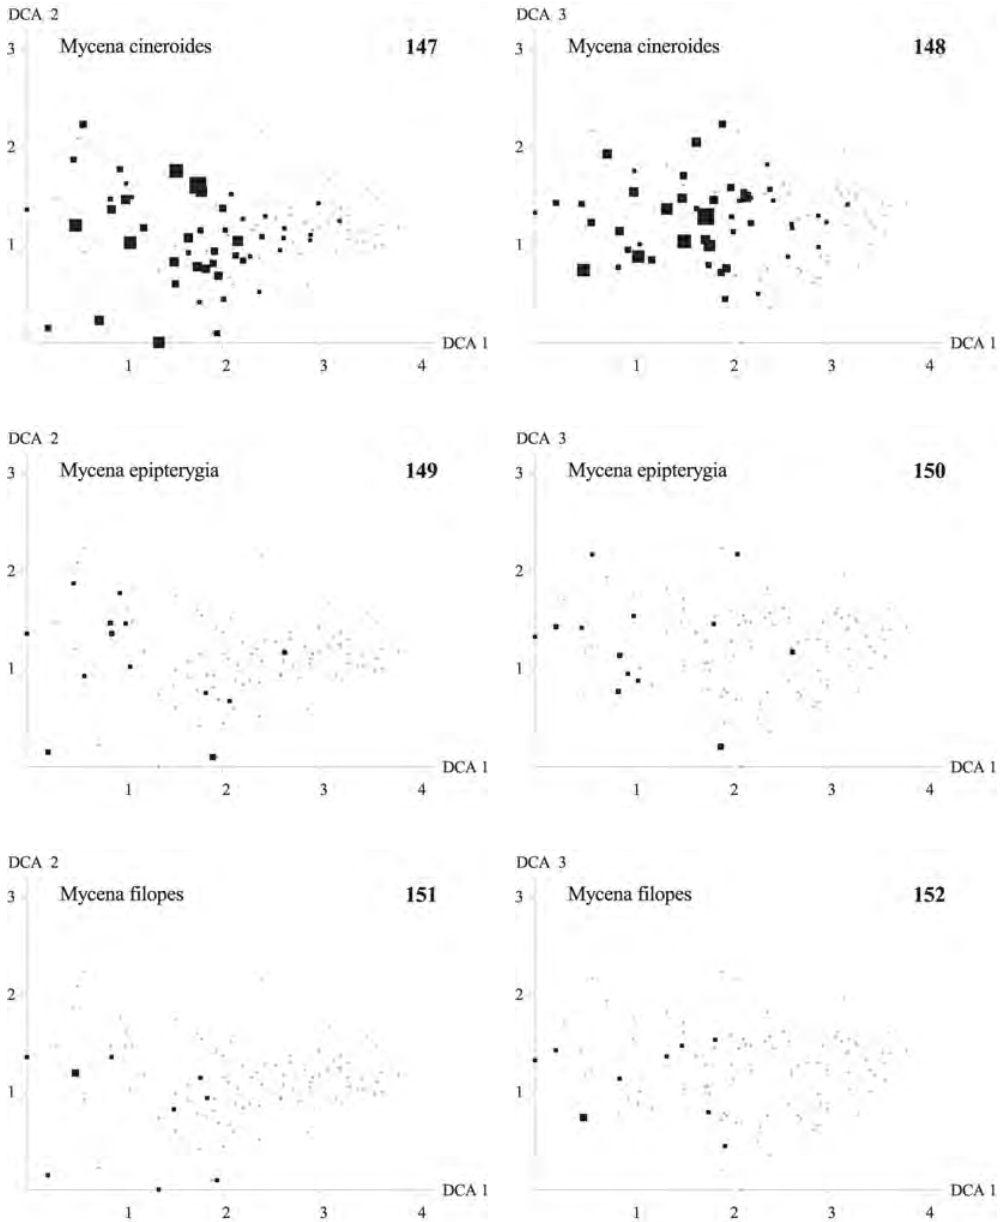 DCA 2
Mycena cineroides 147
3
2
1
DCA 1
1 2 3 4
DCA 3
Mycena cineroides 148
3
2
1
DCA 1
1 2 3 4
DCA 2
Mycena epipterygia 149
3
2
1
DCA 1
1 2 3 4
DCA 3
Mycena epipterygia 150
3
2
1
DCA 1
1 2 3 4
DCA 2
Mycena filopes 151
3
2
1
DCA 1
1 2 3 4
DCA 3
Mycena filopes 152
3
2
1
DCA 1
1 2 3 4